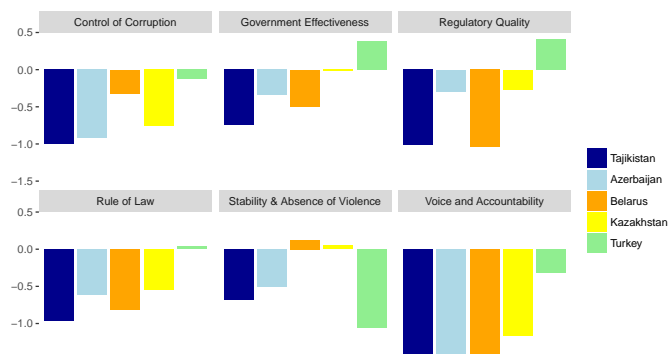 Control of Corruption Government Effectiveness Regulatory Quality
0.5
0.0
−0.5
−1.0
−1.5
Rule of Law Stability & Absence of Violence Voice and Accountability
0.5
0.0
−0.5
−1.0
Tajikistan
Azerbaijan
Belarus
Kazakhstan
Turkey